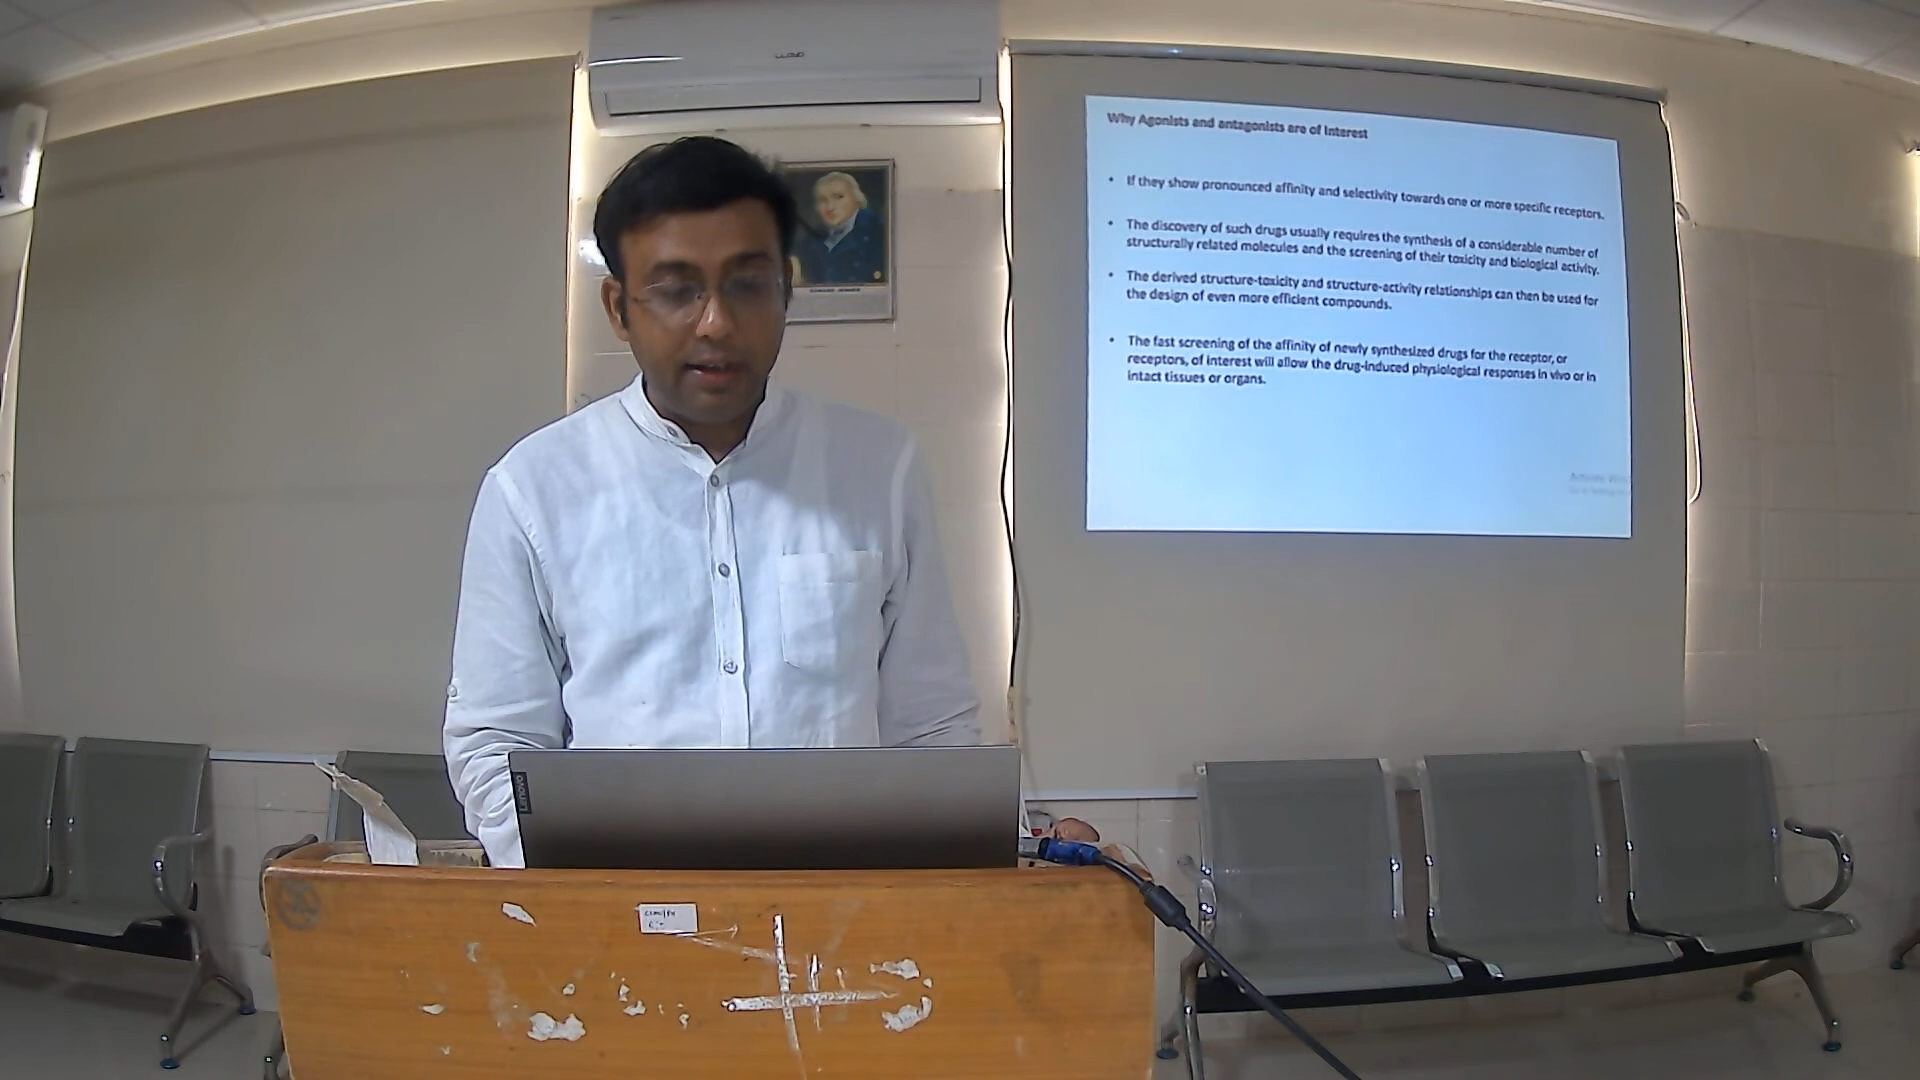 LLOYD
Why Agonists and antagonists are of Interest
• If they show pronounced affinity and selectivity towards one or more specific receptors.
• The discovery of such drugs usually requires the synthesis of a considerable number of
structurally related molecules and the screening of their toxicity and biological activity.
• The derived structure-toxicity and structure-activity relationships can then be used for
the design of even more efficient compounds.
• The fast screening of the affinity of newly synthesized drugs for the receptor, or
receptors, of interest will allow the drug-induced physiological responses in vivo or in
intact tissues or organs.
EDWARD JENNER
Lenovo